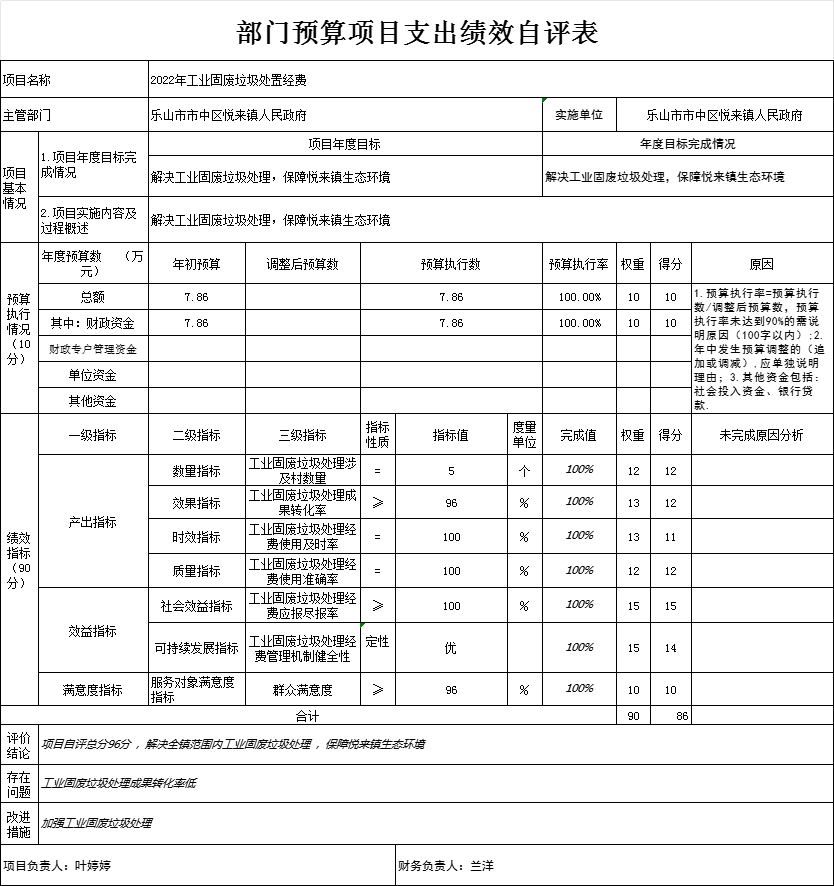 部门预算项目支出绩效自评表
项目名称 2022年工业固废垃圾处置经费
主管部门 乐山市市中区悦来镇人民政府 实施单位 乐山市市中区悦来镇人民政府
项目基本情况 1.项目年度目标完成情况 项目年度目标 年度目标完成情况
解决工业固废垃圾处理，保障悦来镇生态环境 解决工业固废垃圾处理，保障悦来镇生态环境
2.项目实施内容及过程概述 解决工业固废垃圾处理，保障悦来镇生态环境
预算执行情况（10分） 年度预算数 （万元） 年初预算 调整后预算数 预算执行数 预算执行率 权重 得分 原因
总额 7.86 7.86 100.00% 10 10
其中：财政资金 7.86 7.86 100.00% 10 10
财政专户管理资金
单位资金
其他资金
1.预算执行率=预算执行
数/调整后预算数，预算
执行率未达到90%的需说
明原因（100字以内）;2.
年中发生预算调整的（追
加或调减）,应单独说明
理由；3.其他资金包括：
社会投入资金、银行贷
款.
绩效指标（90分） 一级指标 二级指标 三级指标 指标性质 指标值 度量单位 完成值 权重 得分 未完成原因分析
产出指标 数量指标 工业固废垃圾处理涉及村数量 = 5 个 100% 12 12
效果指标 工业固废垃圾处理成果转化率 ≥ 96 % 100% 13 12
时效指标 工业固废垃圾处理经费使用及时率 = 100 % 100% 13 11
质量指标 工业固废垃圾处理经费使用准确率 = 100 % 100% 12 12
效益指标 社会效益指标 工业固废垃圾处理经费应报尽报率 ≥ 100 % 100% 15 15
可持续发展指标 工业固废垃圾处理经费管理机制健全性 定性 优 100% 15 14
满意度指标 服务对象满意度指标 群众满意度 ≥ 96 % 100% 10 10
合计 90 86
评价结论 项目自评总分96分，解决全镇范围内工业固废垃圾处理，保障悦来镇生态环境
存在问题 工业固废垃圾处理成果转化率低
改进措施 加强工业固废垃圾处理
项目负责人：叶婷婷 财务负责人：兰洋